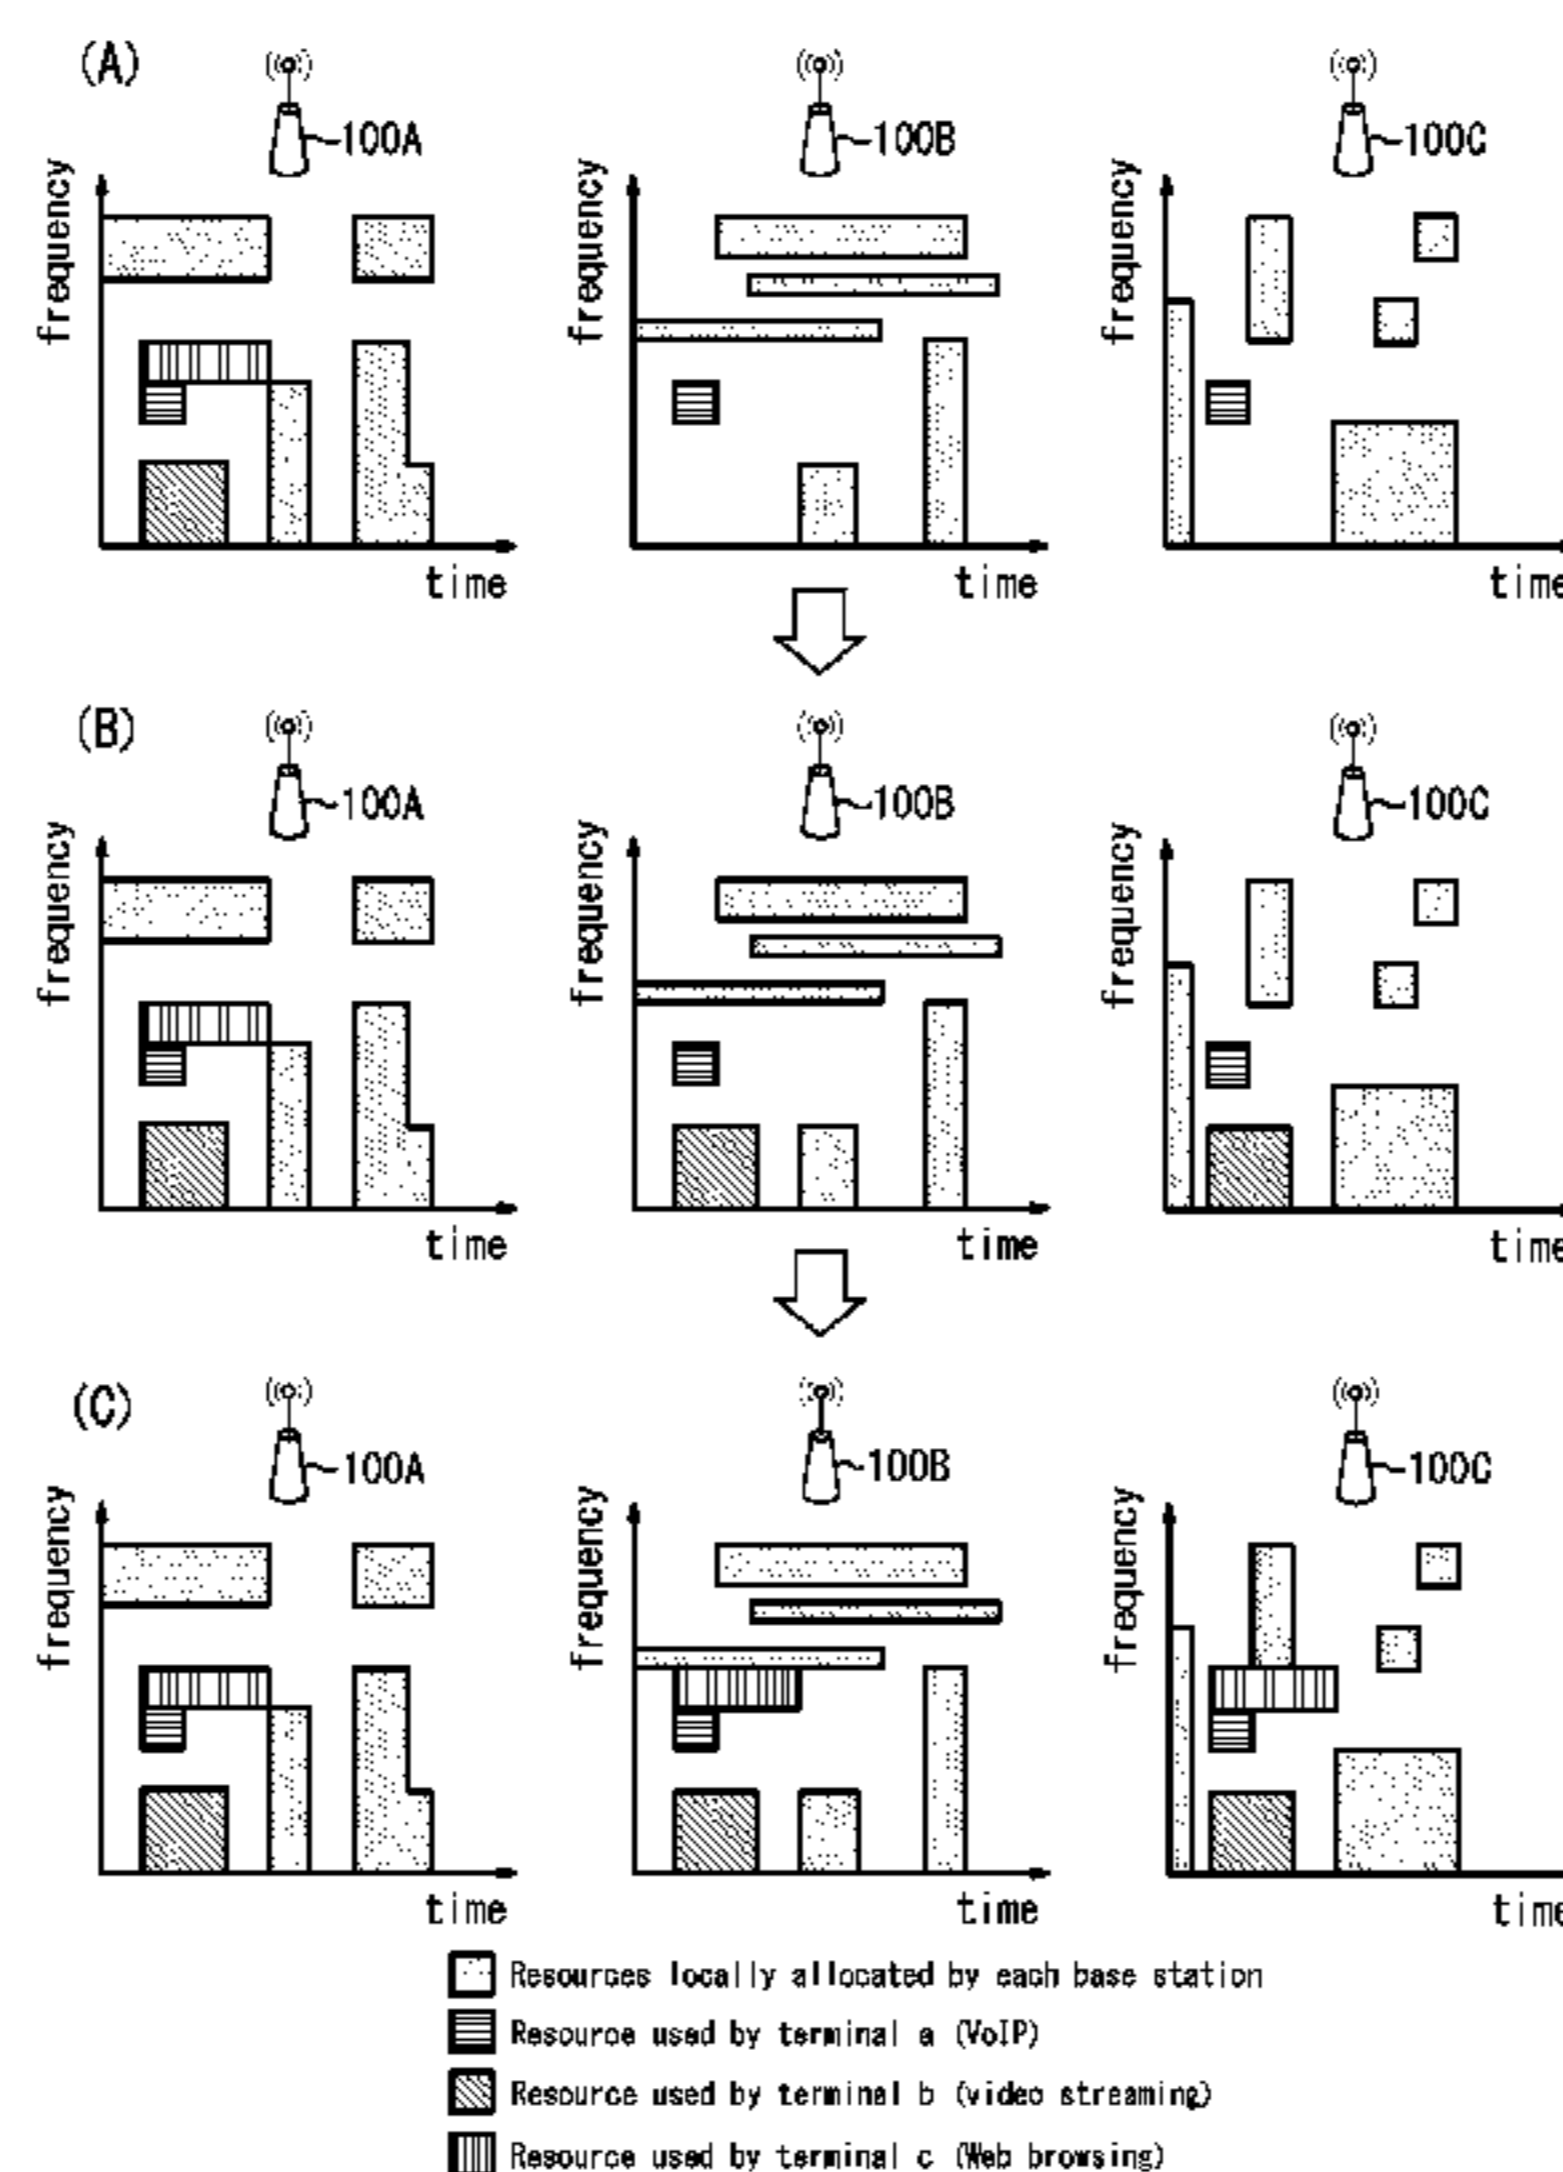 (A)
100A
100B
100C
frequency
frequency
frequency
time
time
time
(B)
100A
100B
100C
frequency
frequency
frequency
time
time
time
(C)
100A
100B
100C
frequency
frequency
frequency
time
time
time
Resources locally allocated by each base station
Resource used by terminal a (VoIP)
Resource used by terminal b (video streaming)
Resource used by terminal c (Web browsing)